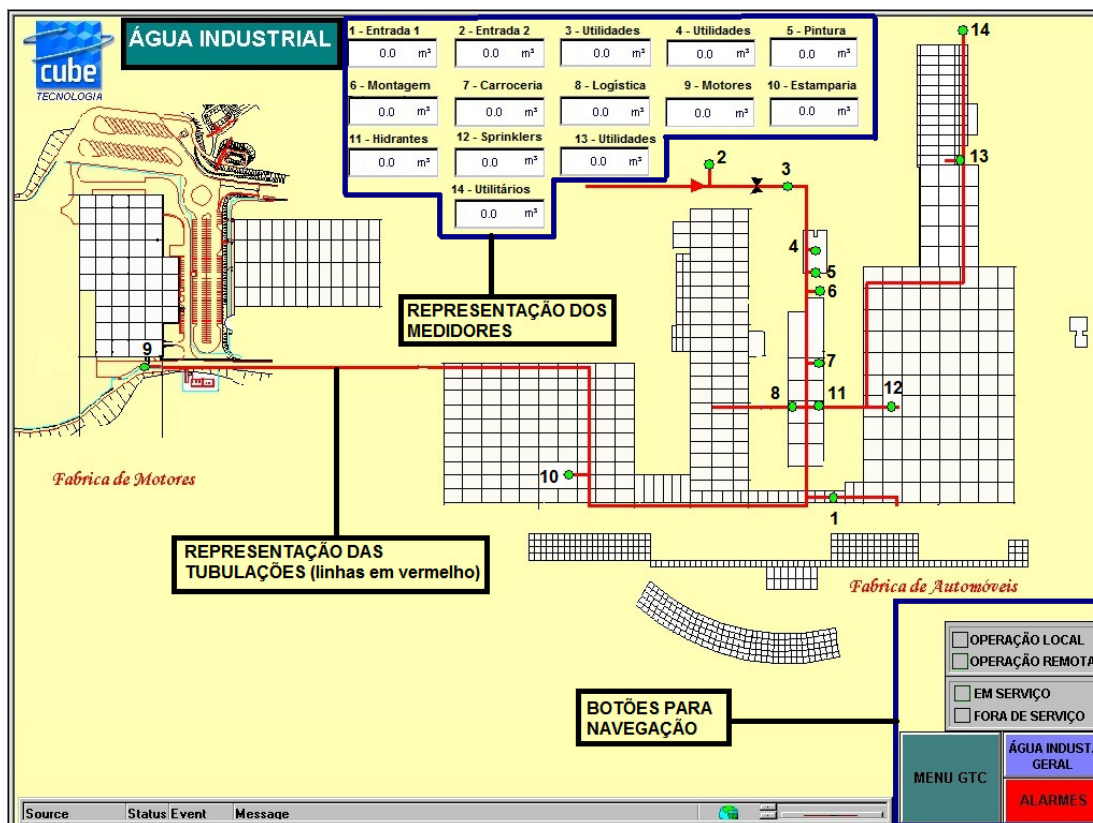 cube
TECNOLOGIA
ÁGUA INDUSTRIAL
1 - Entrada 1
2 - Entrada 2
3 - Utilidades
4 - Utilidades
5 - Pintura
0.0 m³
0.0 m³
0.0 m³
0.0 m³
0.0 m³
6 - Montagem
7 - Carroceria
8 - Logística
9 - Motores
10 - Estamparia
0.0 m³
0.0 m³
0.0 m³
0.0 m³
0.0 m³
11 - Hidrantes
12 - Sprinklers
13 - Utilidades
0.0 m³
0.0 m³
0.0 m³
14 - Utilitários
0.0 m³
14
13
2
3
4
5
6
REPRESENTAÇÃO DOS
MEDIDORES
9
7
8
11
12
10
1
Fabrica de Motores
REPRESENTAÇÃO DAS
TUBULAÇÕES (linhas em vermelho)
Fabrica de Automóveis
BOTÕES PARA
NAVEGAÇÃO
OPERAÇÃO LOCAL
OPERAÇÃO REMOTA
EM SERVIÇO
FORA DE SERVIÇO
MENU GTC
ÁGUA INDUST.
GERAL
ALARMES
Source Status Event Message